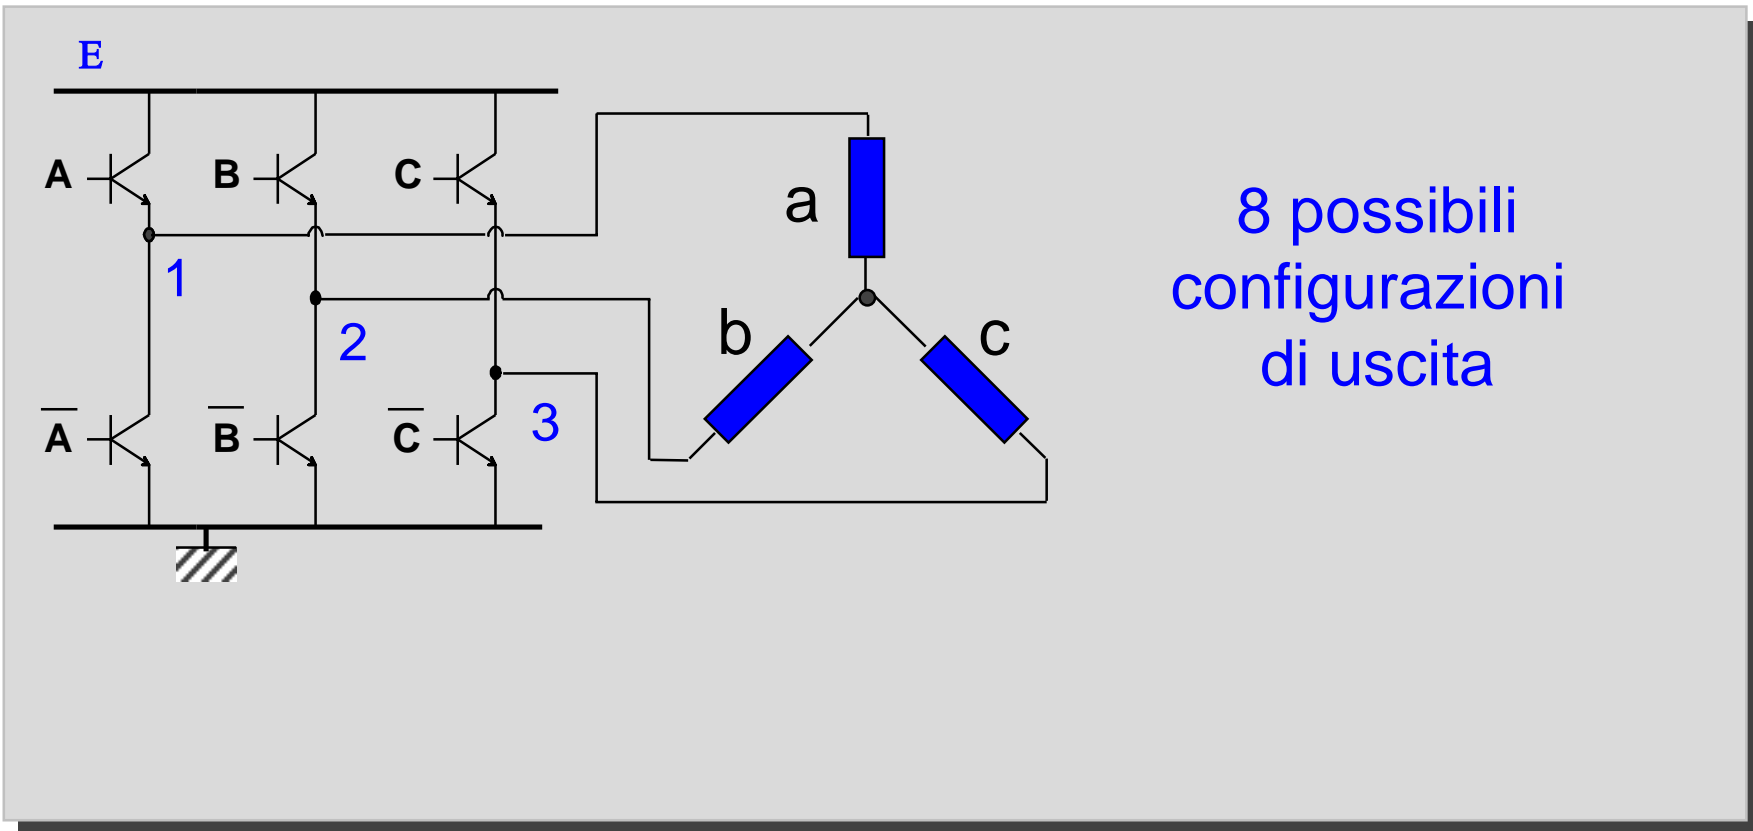 E
A B C
a
1
b c
2
3
A̅ B̅ C̅
8 possibili
configurazioni
di uscita